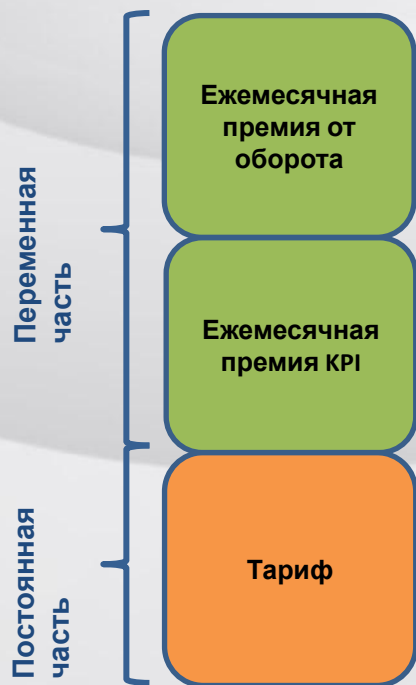 Переменная
часть
Ежемесячная
премия от
оборота
Ежемесячная
премия KPI
Постоянная
часть
Тариф